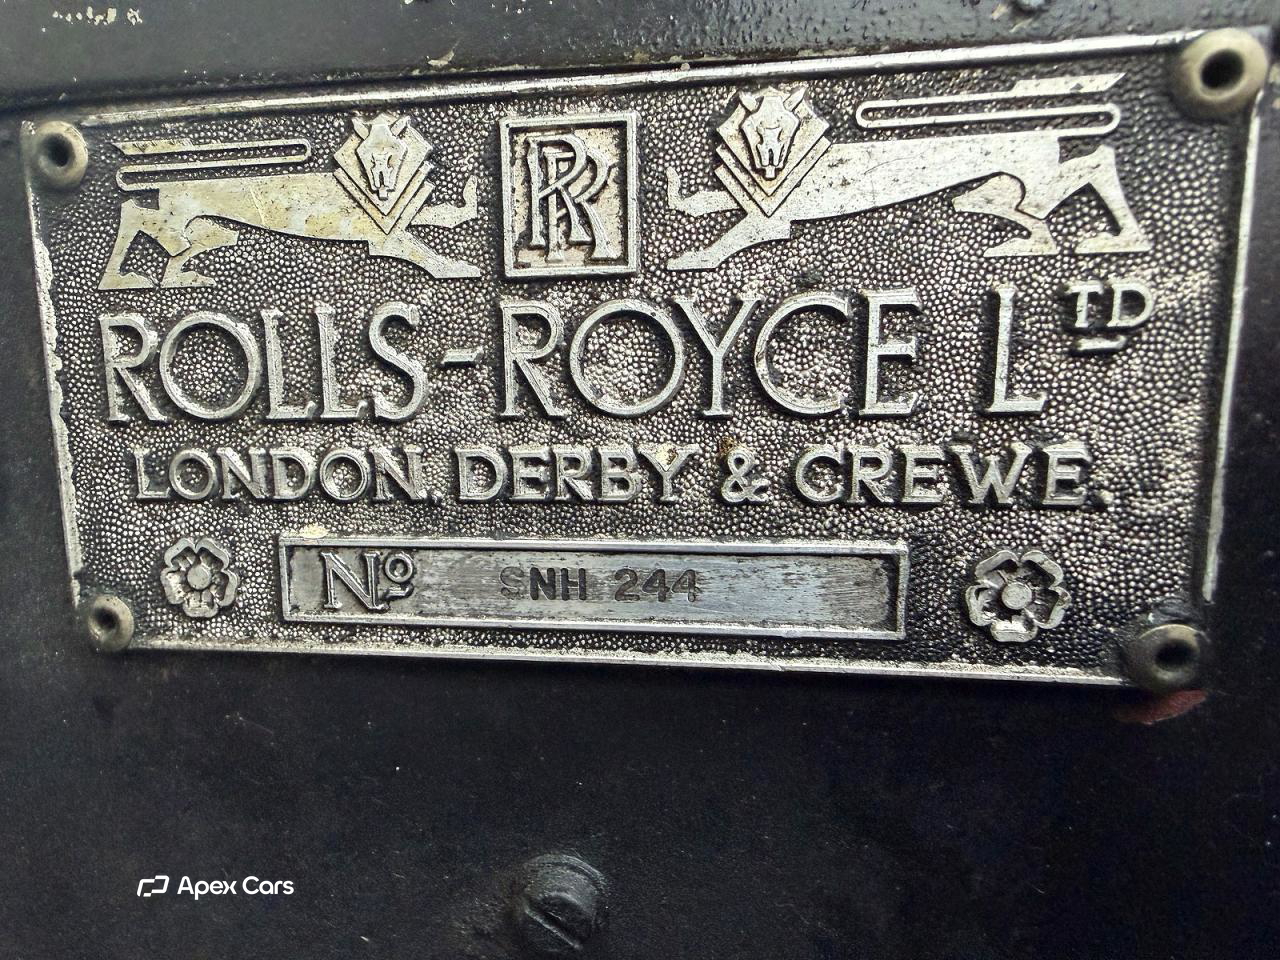 RR
ROLLS-ROYCE LTD
LONDON, DERBY & CREWE.
Nº SNH 244
Apex Cars